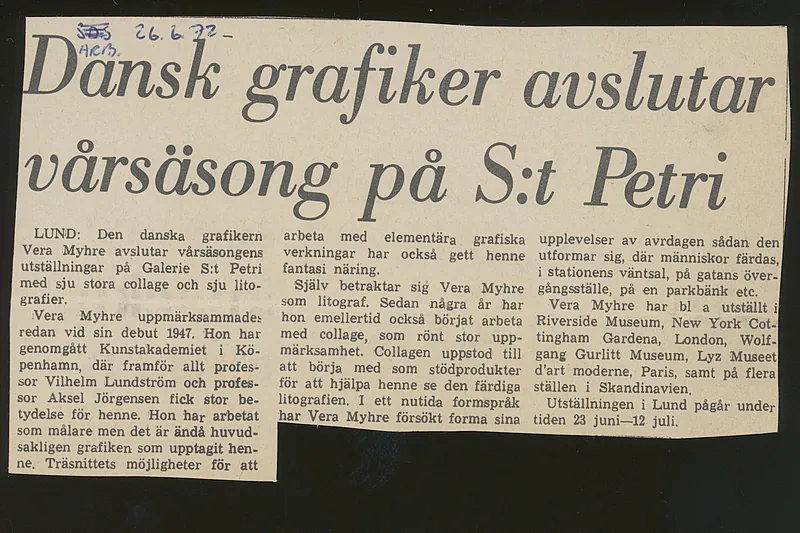 SDS 26.6.72-
ARB.
Dansk grafiker avslutar
vårsäsong på S:t Petri
LUND: Den danska grafikern
Vera Myhre avslutar vårsäsongens
utställningar på Galerie S:t Petri
med sju stora collage och sju lito-
grafier.
Vera Myhre uppmärksammades
redan vid sin debut 1947. Hon har
genomgått Kunstakademiet i Kö-
penhamn, där framför allt profes-
sor Vilhelm Lundström och profes-
sor Aksel Jörgensen fick stor be-
tydelse för henne. Hon har arbetat
som målare men det är ändå huvud-
sakligen grafiken som upptagit hen-
ne. Träsnittets möjligheter för att
arbeta med elementära grafiska
verkningar har också gett henne
fantasi näring.
Själv betraktar sig Vera Myhre
som litograf. Sedan några år har
hon emellertid också börjat arbeta
med collage, som rönt stor upp-
märksamhet. Collagen uppstod till
att börja med som stödprodukter
för att hjälpa henne se den färdiga
litografien. I ett nutida formspråk
har Vera Myhre försökt forma sina
upplevelser av avrdagen sådan den
utformar sig, där människor färdas,
i stationens väntsal, på gatans över-
gångsställe, på en parkbänk etc.
Vera Myhre har bl a utställt i
Riverside Museum, New York Cot-
tingham Gardena, London, Wolf-
gang Gurlitt Museum, Lyz Museet
d'art moderne, Paris, samt på flera
ställen i Skandinavien.
Utställningen i Lund pågår under
tiden 23 juni—12 juli.